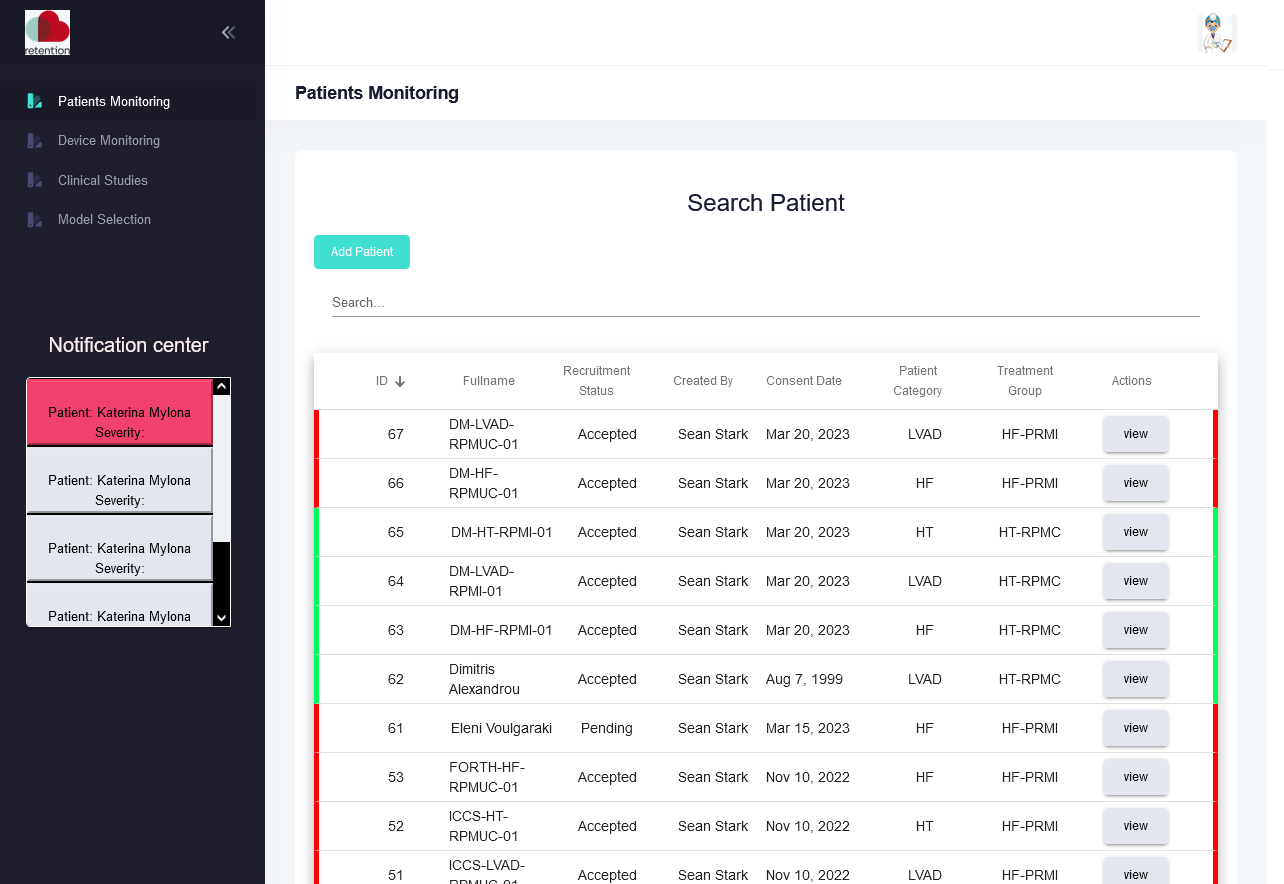 retention
Patients Monitoring
Device Monitoring
Clinical Studies
Model Selection
Notification center
Patient: Katerina Mylona
Severity:
Patient: Katerina Mylona
Severity:
Patient: Katerina Mylona
Severity:
Patient: Katerina Mylona
Patients Monitoring
Search Patient
Add Patient
Search...
ID Fullname Recruitment Status Created By Consent Date Patient Category Treatment Group Actions
67 DM-LVAD-RPMUC-01 Accepted Sean Stark Mar 20, 2023 LVAD HF-PRMI view
66 DM-HF-RPMUC-01 Accepted Sean Stark Mar 20, 2023 HF HF-PRMI view
65 DM-HT-RPMI-01 Accepted Sean Stark Mar 20, 2023 HT HT-RPMC view
64 DM-LVAD-RPMI-01 Accepted Sean Stark Mar 20, 2023 LVAD HT-RPMC view
63 DM-HF-RPMI-01 Accepted Sean Stark Mar 20, 2023 HF HT-RPMC view
62 Dimitris Alexandrou Accepted Sean Stark Aug 7, 1999 LVAD HT-RPMC view
61 Eleni Voulgaraki Pending Sean Stark Mar 15, 2023 HF HF-PRMI view
53 FORTH-HF-RPMUC-01 Accepted Sean Stark Nov 10, 2022 HF HF-PRMI view
52 ICCS-HT-RPMUC-01 Accepted Sean Stark Nov 10, 2022 HT HF-PRMI view
51 ICCS-LVAD-RPMUC-01 Accepted Sean Stark Nov 10, 2022 LVAD HF-PRMI view